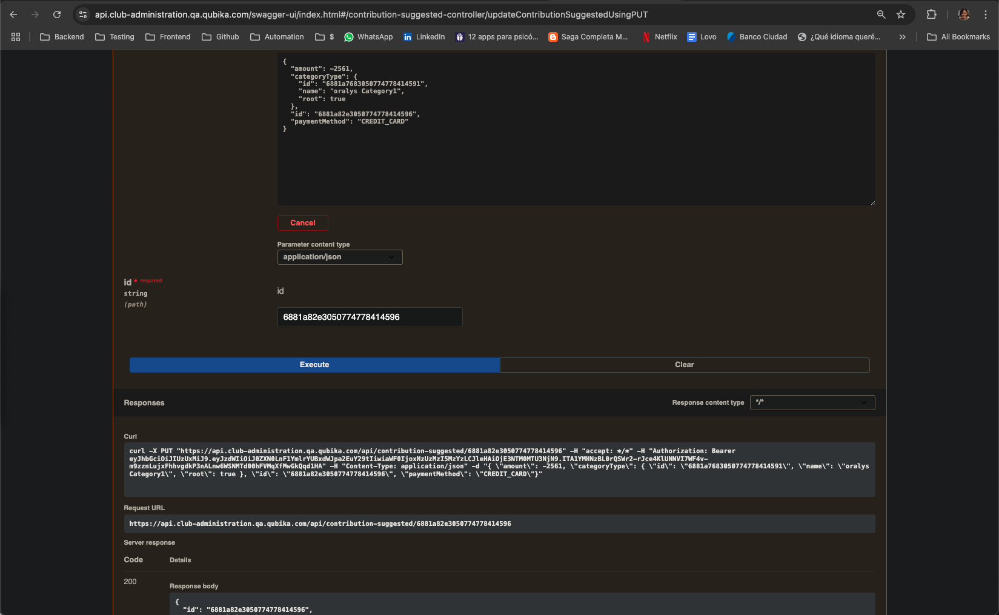 api.club-administration.qa.qubika.com/swagger-ui/index.html#/contribution-suggested-controller/updateContributionSuggestedUsingPUT
Backend Testing Frontend Github Automation $ WhatsApp LinkedIn 12 apps para psicó... Saga Completa M... Netflix Lovo Banco Ciudad ¿Qué idioma queré... » All Bookmarks
{
"amount": -2561,
"categoryType": {
"id": "6881a7683050774778414591",
"name": "oralys Category1",
"root": true
},
"id": "6881a82e3050774778414596",
"paymentMethod": "CREDIT_CARD"
}
Cancel
Parameter content type
application/json
id * required
string
(path)
id
6881a82e3050774778414596
Execute Clear
Responses Response content type */*
Curl
curl -X PUT "https://api.club-administration.qa.qubika.com/api/contribution-suggested/6881a82e3050774778414596" -H "accept: */*" -H "Authorization: Bearer
-H "Content-Type: application/json" -d "{ \"amount\": -2561, \"categoryType\": { \"id\": \"6881a7683050774778414591\", \"name\": \"oralys
Category1\", \"root\": true }, \"id\": \"6881a82e3050774778414596\", \"paymentMethod\": \"CREDIT_CARD\"}"
Request URL
https://api.club-administration.qa.qubika.com/api/contribution-suggested/6881a82e3050774778414596
Server response
Code Details
200
Response body
{
"id": "6881a82e3050774778414596",